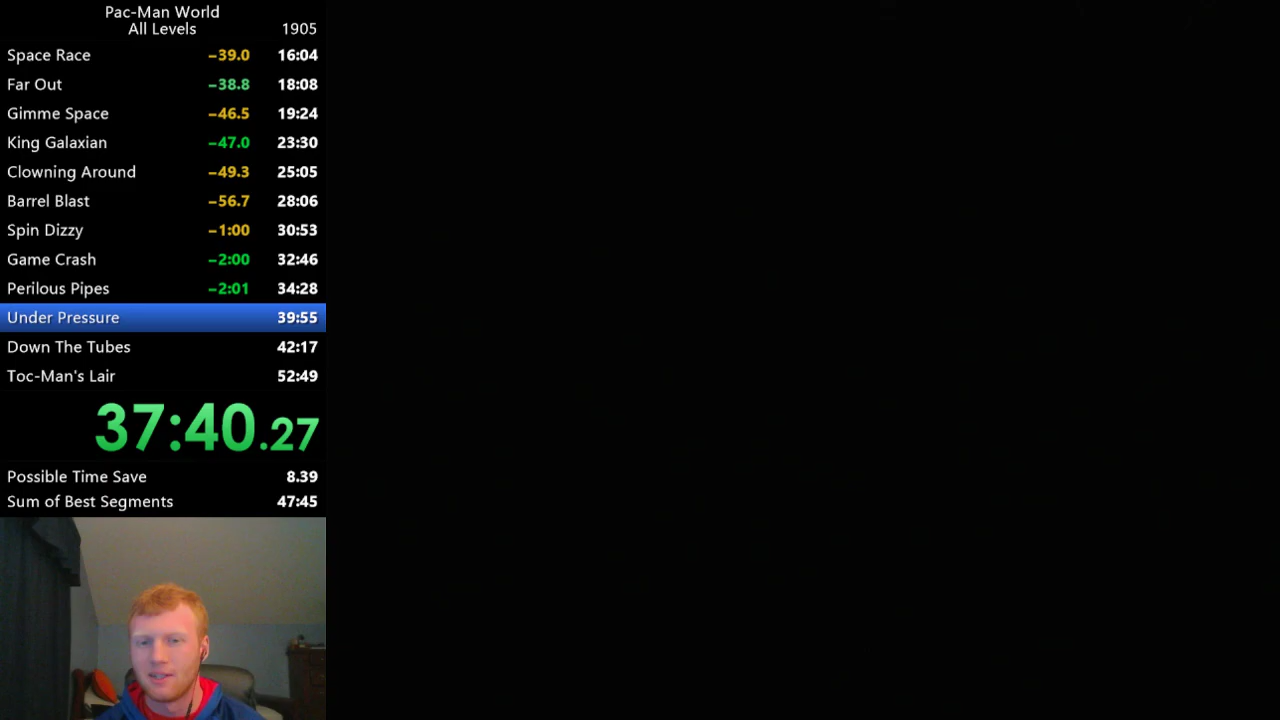 Pac-Man World
All Levels 1905
Space Race −39.0 16:04
Far Out −38.8 18:08
Gimme Space −46.5 19:24
King Galaxian −47.0 23:30
Clowning Around −49.3 25:05
Barrel Blast −56.7 28:06
Spin Dizzy −1:00 30:53
Game Crash −2:00 32:46
Perilous Pipes −2:01 34:28
Under Pressure 39:55
Down The Tubes 42:17
Toc-Man's Lair 52:49
37:40.27
Possible Time Save 8.39
Sum of Best Segments 47:45